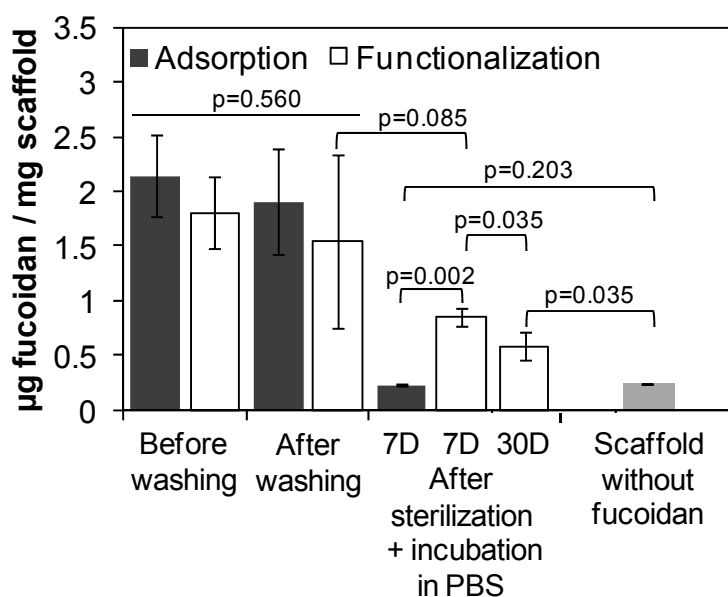 µg fucoidan / mg scaffold
3.5
3
2.5
2
1.5
1
0.5
0
Adsorption Functionalization
p=0.560
p=0.085
p=0.203
p=0.035
p=0.002
p=0.035
Before
washing
After
washing
7D 7D 30D
After
sterilization
+ incubation
in PBS
Scaffold
without
fucoidan